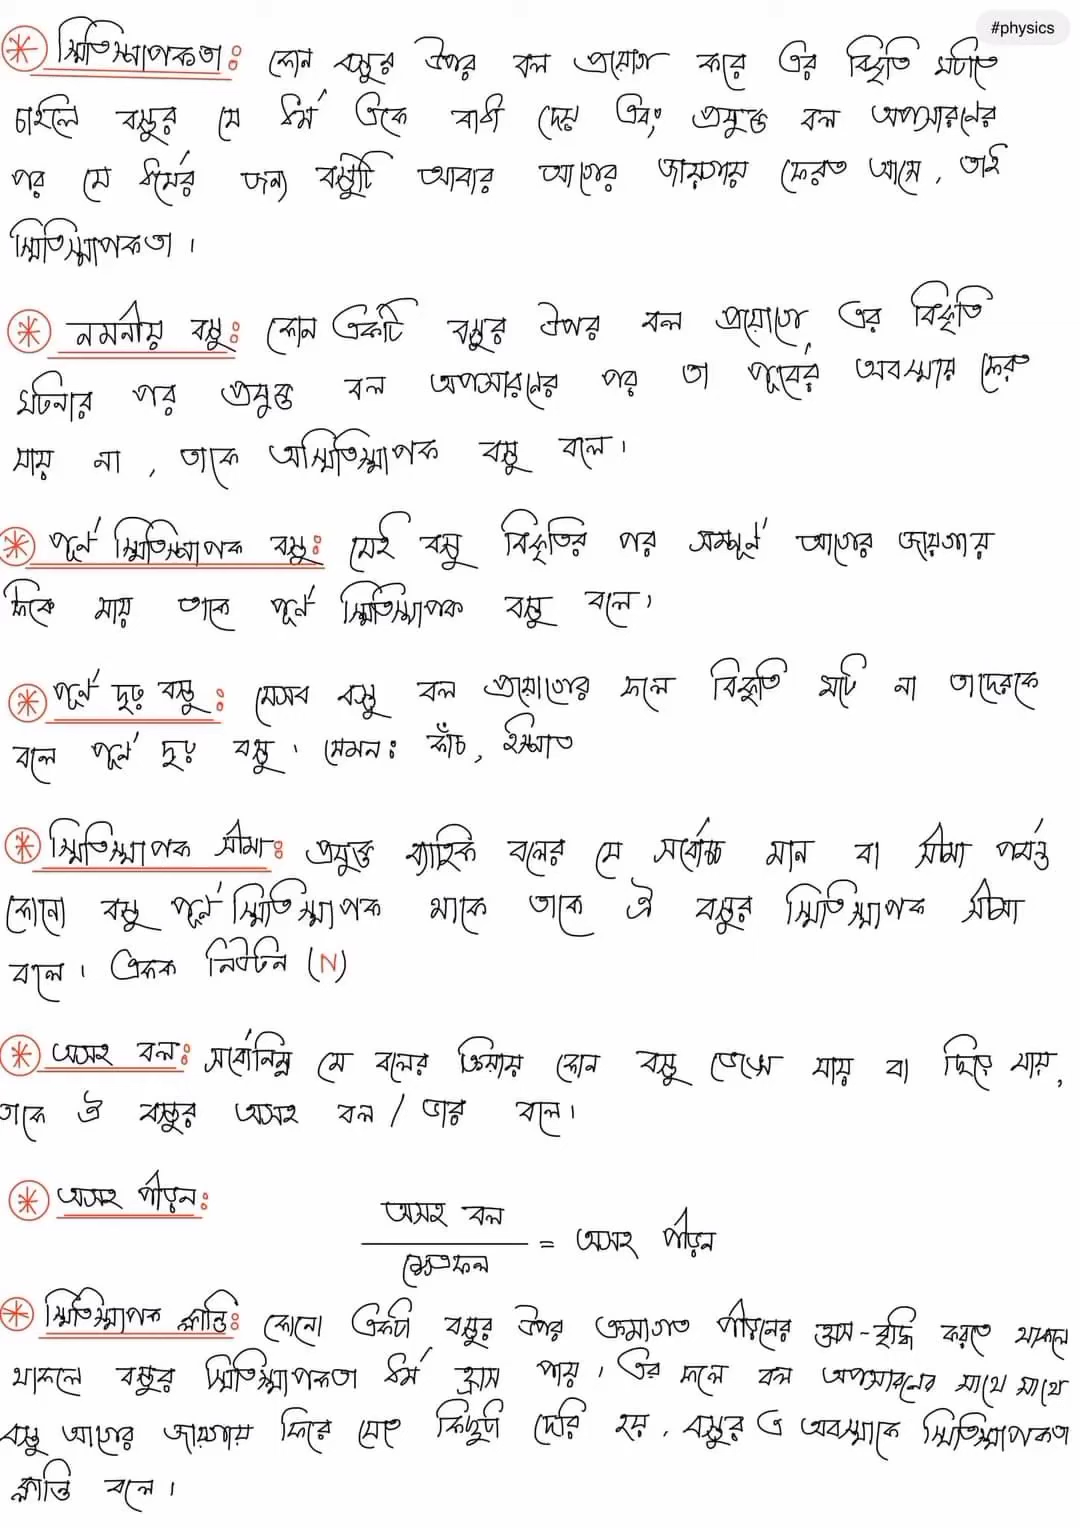 #physics
স্থিতিস্থাপকতাঃ কোন বস্তুর উপর বল প্রয়োগ করে এর বিকৃতি ঘটাতে
চাইলে বস্তুর যে ধর্ম একে বাধা দেয় এবং প্রযুক্ত বল অপসারণের
পর যে ধর্মের জন্য বস্তুটি আবার আগের জায়গায় ফেরত আসে, তাই
স্থিতিস্থাপকতা।
নমনীয় বস্তুঃ কোন একটি বস্তুর উপর বল প্রয়োগে এর বিকৃতি
ঘটনার পর প্রযুক্ত বল অপসারণের পর তা পূর্বের অবস্থায় ফেরত
যায় না, তাকে অস্থিতিস্থাপক বস্তু বলে।
পূর্ণ স্থিতিস্থাপক বস্তুঃ যেই বস্তু বিকৃতির পর সম্পূর্ণ আগের জায়গায়
যায় তাকে পূর্ণ স্থিতিস্থাপক বস্তু বলে।
পূর্ণ দৃঢ় বস্তুঃ যেসব বস্তু বল প্রয়োগের ফলে বিকৃতি ঘটে না তাদেরকে
বলে পূর্ণ দৃঢ় বস্তু। যেমনঃ কাঁচ, ইস্পাত
স্থিতিস্থাপক সীমাঃ প্রযুক্ত বাহ্যিক বলের যে সর্বোচ্চ মান বা সীমা পর্যন্ত
কোনো বস্তু পূর্ণ স্থিতিস্থাপক থাকে তাকে ঐ বস্তুর স্থিতিস্থাপক সীমা
বলে। একক নিউটন (N)
অসহ বলঃ সর্বোনিম্ন যে বলের ক্রিয়ায় কোন বস্তু ভেঙ্গে যায় বা ছিঁড়ে যায়,
তাকে ঐ বস্তুর অসহ বল / ভার বলে।
অসহ পীড়নঃ
অসহ বল
ক্ষেত্রফল
= অসহ পীড়ন
স্থিতিস্থাপক ক্লান্তিঃ কোনো একটা বস্তুর উপর ক্রমাগত পীড়নের হ্রাস-বৃদ্ধি করতে থাকলে
থাকলে বস্তুর স্থিতিস্থাপকতা ধর্ম হ্রাস পায়। এর ফলে বল অপসারনের সাথে সাথে
বস্তু আগের জায়গায় ফিরে যেতে কিছুটা দেরি হয়। বস্তুর এ অবস্থাকে স্থিতিস্থাপকতা
ক্লান্তি বলে।